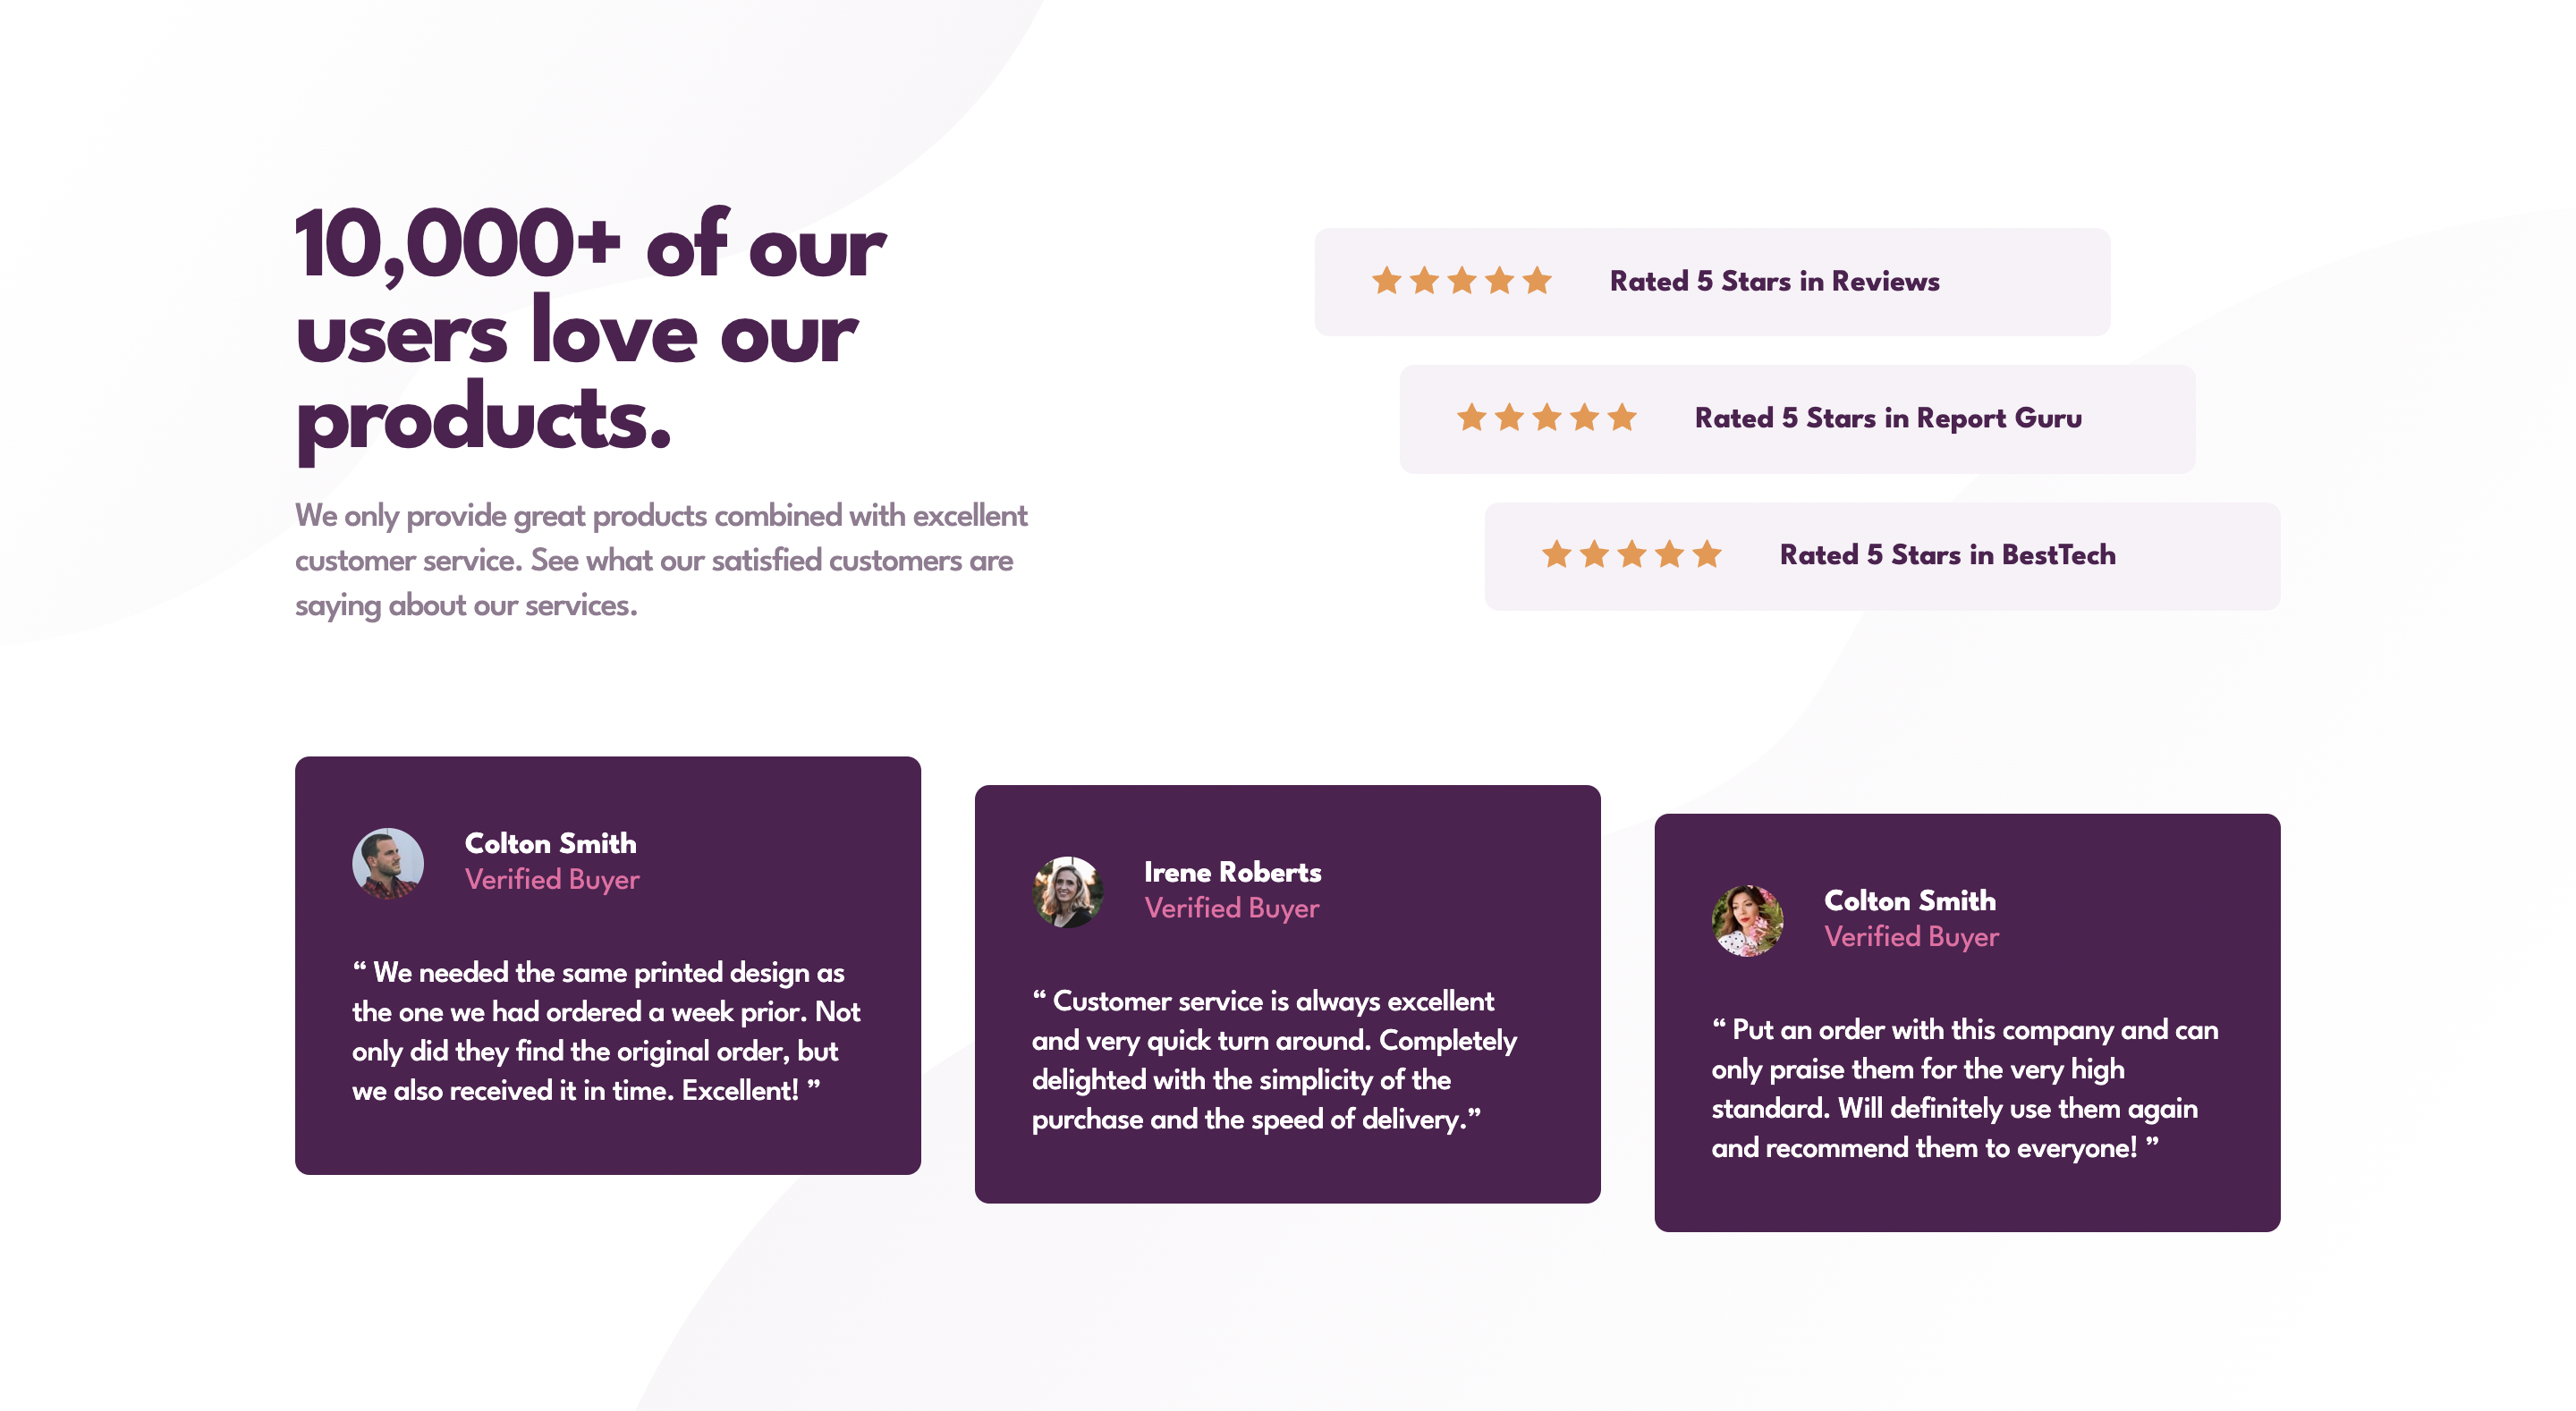 10,000+ of our
users love our
products.
We only provide great products combined with excellent
customer service. See what our satisfied customers are
saying about our services.
Rated 5 Stars in Reviews
Rated 5 Stars in Report Guru
Rated 5 Stars in BestTech
Colton Smith
Verified Buyer
“ We needed the same printed design as
the one we had ordered a week prior. Not
only did they find the original order, but
we also received it in time. Excellent! ”
Irene Roberts
Verified Buyer
“ Customer service is always excellent
and very quick turn around. Completely
delighted with the simplicity of the
purchase and the speed of delivery.”
Colton Smith
Verified Buyer
“ Put an order with this company and can
only praise them for the very high
standard. Will definitely use them again
and recommend them to everyone! ”